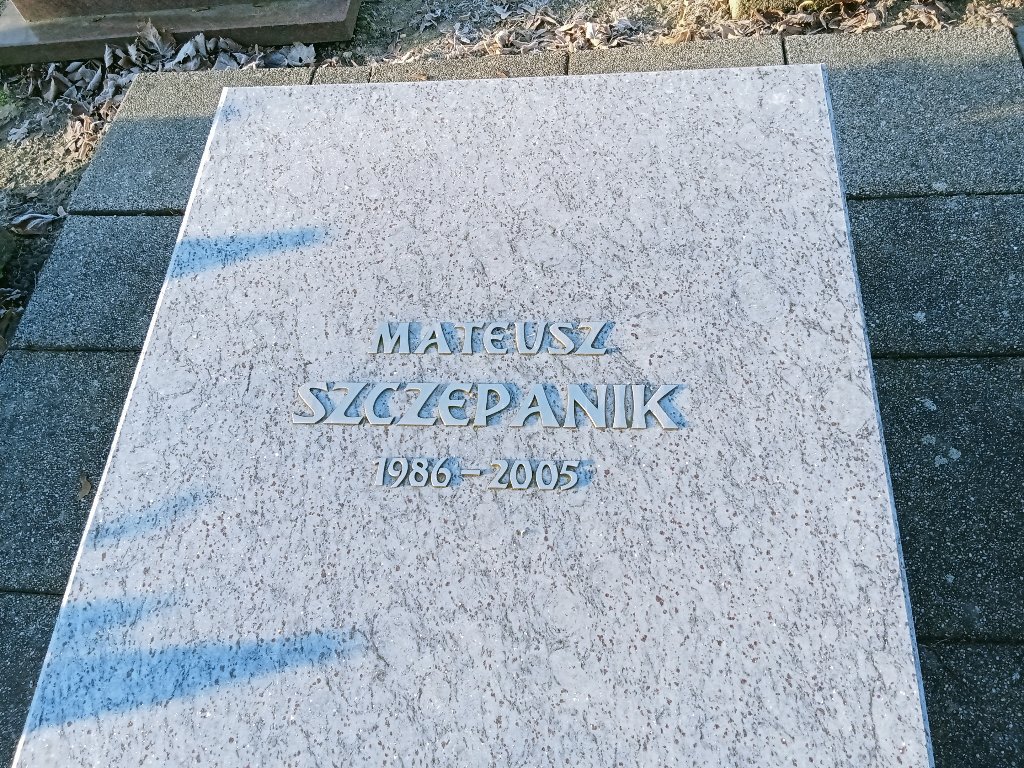 MATEUSZ
SZCZEPANIK
1986 – 2005